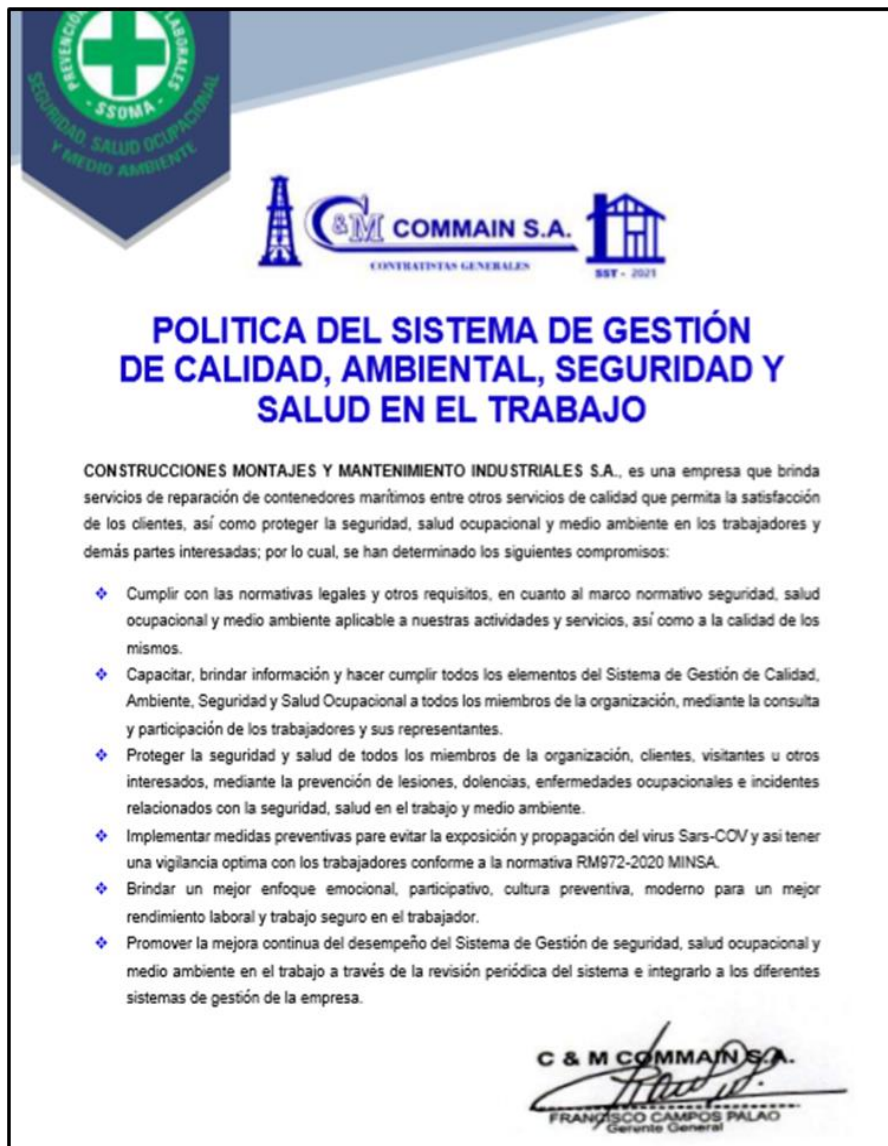 PREVENCIÓN
LABORALES
- SSOMA -
SEGURIDAD, SALUD OCUPACIONAL
Y MEDIO AMBIENTE
C&M COMMAIN S.A.
CONTRATISTAS GENERALES
SST - 2021
POLITICA DEL SISTEMA DE GESTIÓN
DE CALIDAD, AMBIENTAL, SEGURIDAD Y
SALUD EN EL TRABAJO
CONSTRUCCIONES MONTAJES Y MANTENIMIENTO INDUSTRIALES S.A., es una empresa que brinda
servicios de reparación de contenedores marítimos entre otros servicios de calidad que permita la satisfacción
de los clientes, así como proteger la seguridad, salud ocupacional y medio ambiente en los trabajadores y
demás partes interesadas; por lo cual, se han determinado los siguientes compromisos:
❖ Cumplir con las normativas legales y otros requisitos, en cuanto al marco normativo seguridad, salud
ocupacional y medio ambiente aplicable a nuestras actividades y servicios, así como a la calidad de los
mismos.
❖ Capacitar, brindar información y hacer cumplir todos los elementos del Sistema de Gestión de Calidad,
Ambiente, Seguridad y Salud Ocupacional a todos los miembros de la organización, mediante la consulta
y participación de los trabajadores y sus representantes.
❖ Proteger la seguridad y salud de todos los miembros de la organización, clientes, visitantes u otros
interesados, mediante la prevención de lesiones, dolencias, enfermedades ocupacionales e incidentes
relacionados con la seguridad, salud en el trabajo y medio ambiente.
❖ Implementar medidas preventivas pare evitar la exposición y propagación del virus Sars-COV y asi tener
una vigilancia optima con los trabajadores conforme a la normativa RM972-2020 MINSA.
❖ Brindar un mejor enfoque emocional, participativo, cultura preventiva, moderno para un mejor
rendimiento laboral y trabajo seguro en el trabajador.
❖ Promover la mejora continua del desempeño del Sistema de Gestión de seguridad, salud ocupacional y
medio ambiente en el trabajo a través de la revisión periódica del sistema e integrarlo a los diferentes
sistemas de gestión de la empresa.
C & M COMMAIN S.A.
FRANCISCO CAMPOS PALAO
Gerente General